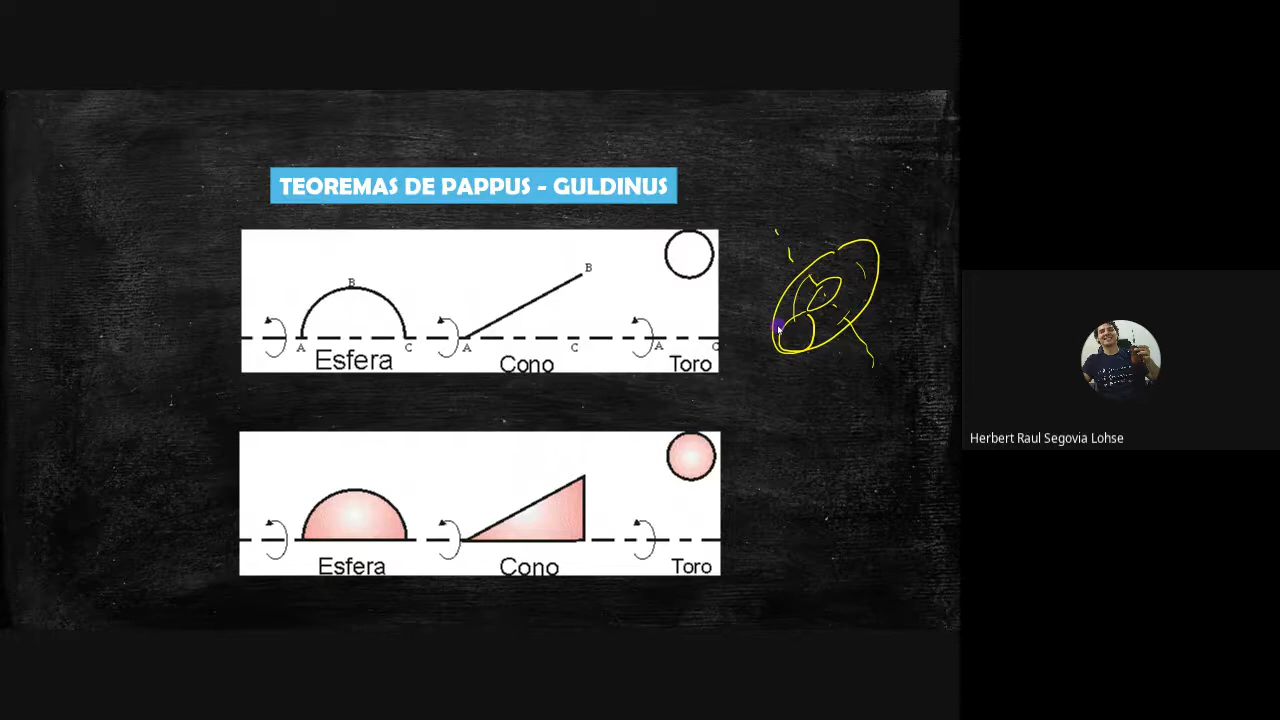 TEOREMAS DE PAPPUS - GULDINUS
B
A
C
Esfera
B
A
C
Cono
A
C
Toro
Esfera
Cono
Toro
Herbert Raul Segovia Lohse